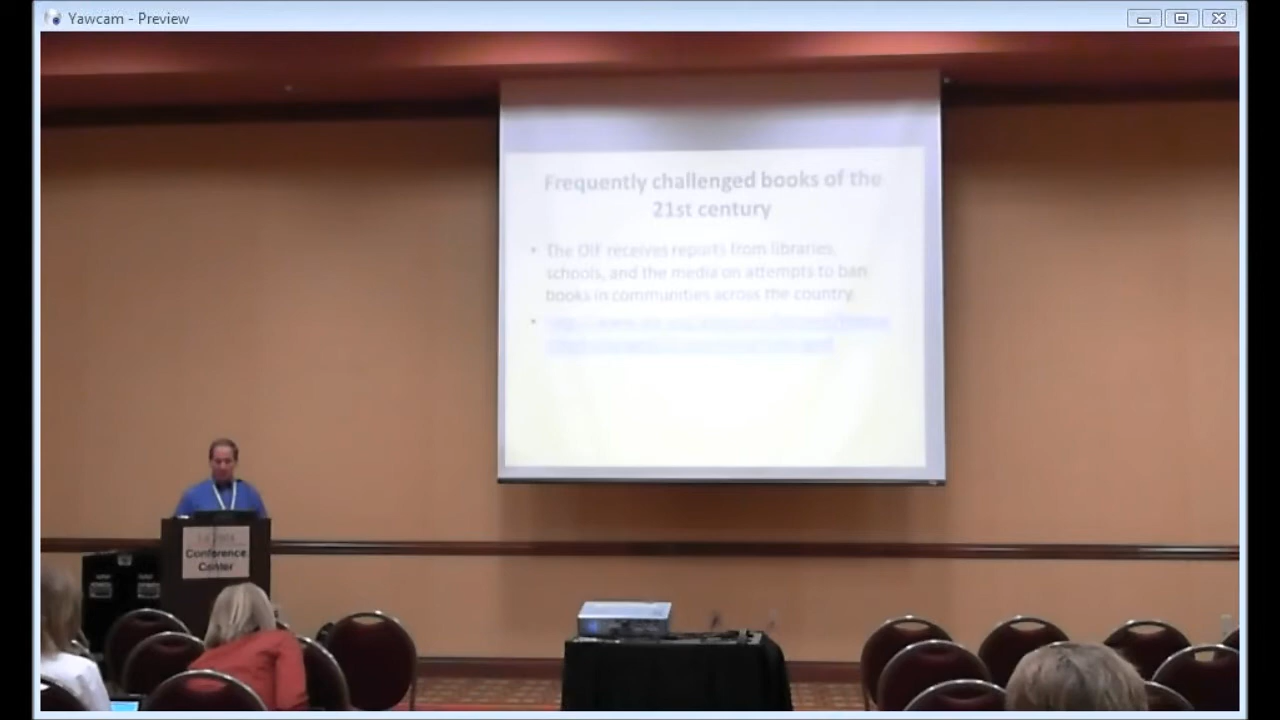 Yawcam - Preview
Frequently challenged books of the
21st century
• The OIF receives reports from libraries,
schools, and the media on attempts to ban
books in communities across the country
•
Conference
Center